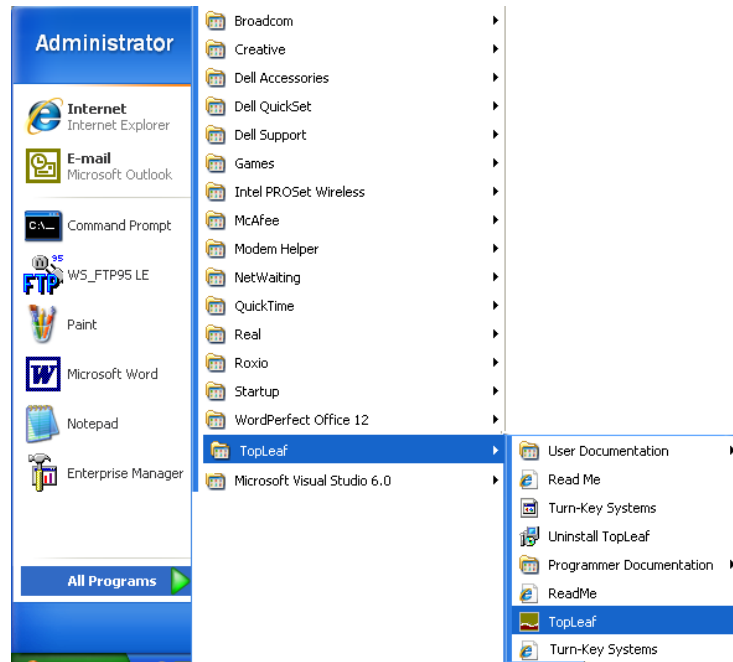 Administrator
Internet
Internet Explorer
E-mail
Microsoft Outlook
C:\_
Command Prompt
95
FTP
WS_FTP95 LE
Paint
W
Microsoft Word
Notepad
Enterprise Manager
All Programs
Broadcom
Creative
Dell Accessories
Dell QuickSet
Dell Support
Games
Intel PROSet Wireless
McAfee
Modem Helper
NetWaiting
QuickTime
Real
Roxio
Startup
WordPerfect Office 12
TopLeaf
Microsoft Visual Studio 6.0
User Documentation
Read Me
Turn-Key Systems
Uninstall TopLeaf
Programmer Documentation
ReadMe
TopLeaf
Turn-Key Systems